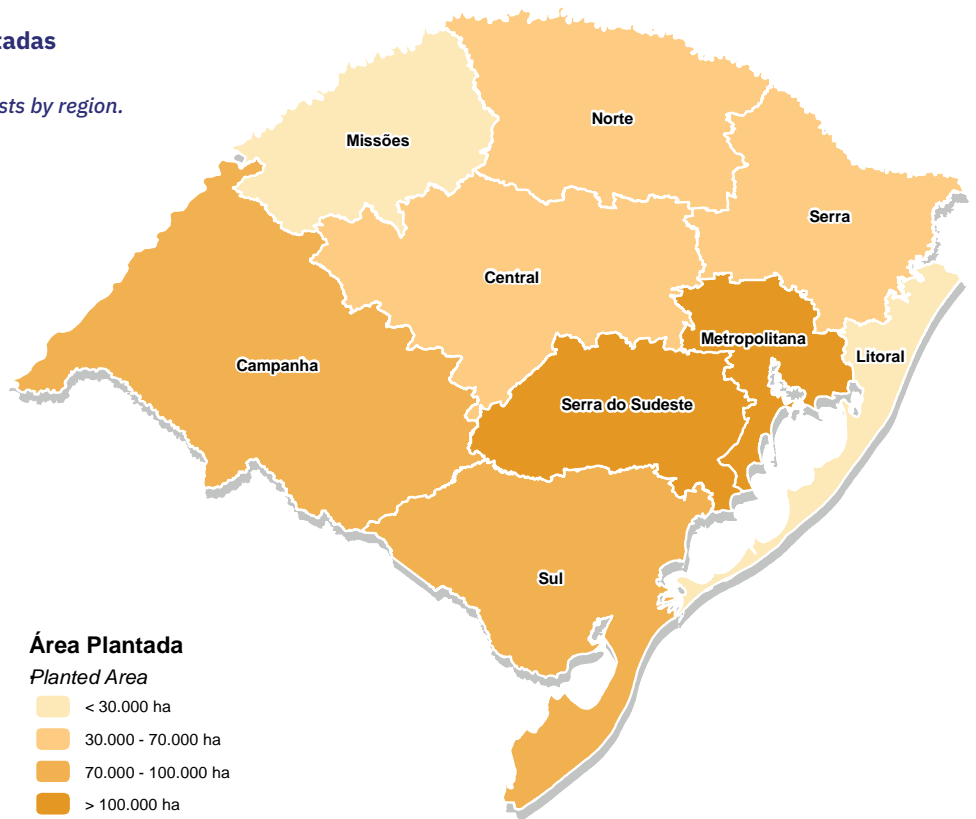 tadas
sts by region.
Norte
Missões
Serra
Central
Metropolitana
Litoral
Campanha
Serra do Sudeste
Sul
Área Plantada
Planted Area
< 30.000 ha
30.000 - 70.000 ha
70.000 - 100.000 ha
> 100.000 ha